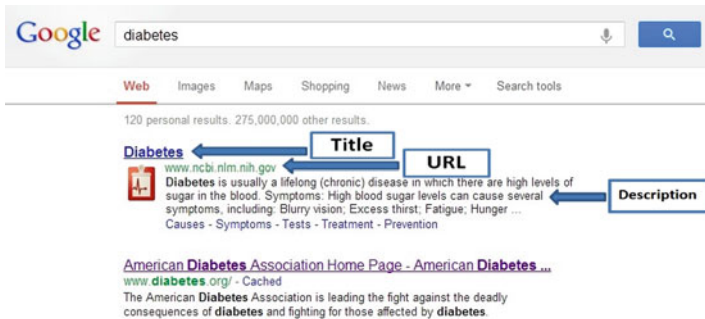 Google diabetes
Web Images Maps Shopping News More Search tools
120 personal results. 275,000,000 other results.
Diabetes Title
www.ncbi.nlm.nih.gov URL
Diabetes is usually a lifelong (chronic) disease in which there are high levels of
sugar in the blood. Symptoms: High blood sugar levels can cause several
symptoms, including: Blurry vision; Excess thirst; Fatigue; Hunger ...
Description
Causes - Symptoms - Tests - Treatment - Prevention
American Diabetes Association Home Page - American Diabetes ...
www.diabetes.org/ - Cached
The American Diabetes Association is leading the fight against the deadly
consequences of diabetes and fighting for those affected by diabetes.